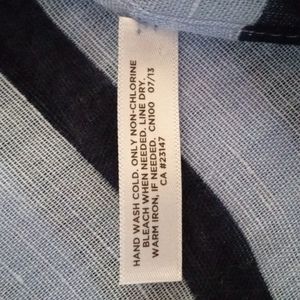 HAND WASH COLD. ONLY NON-CHLORINE
BLEACH WHEN NEEDED. LINE DRY.
WARM IRON, IF NEEDED. CN100 07/13
CA #23147